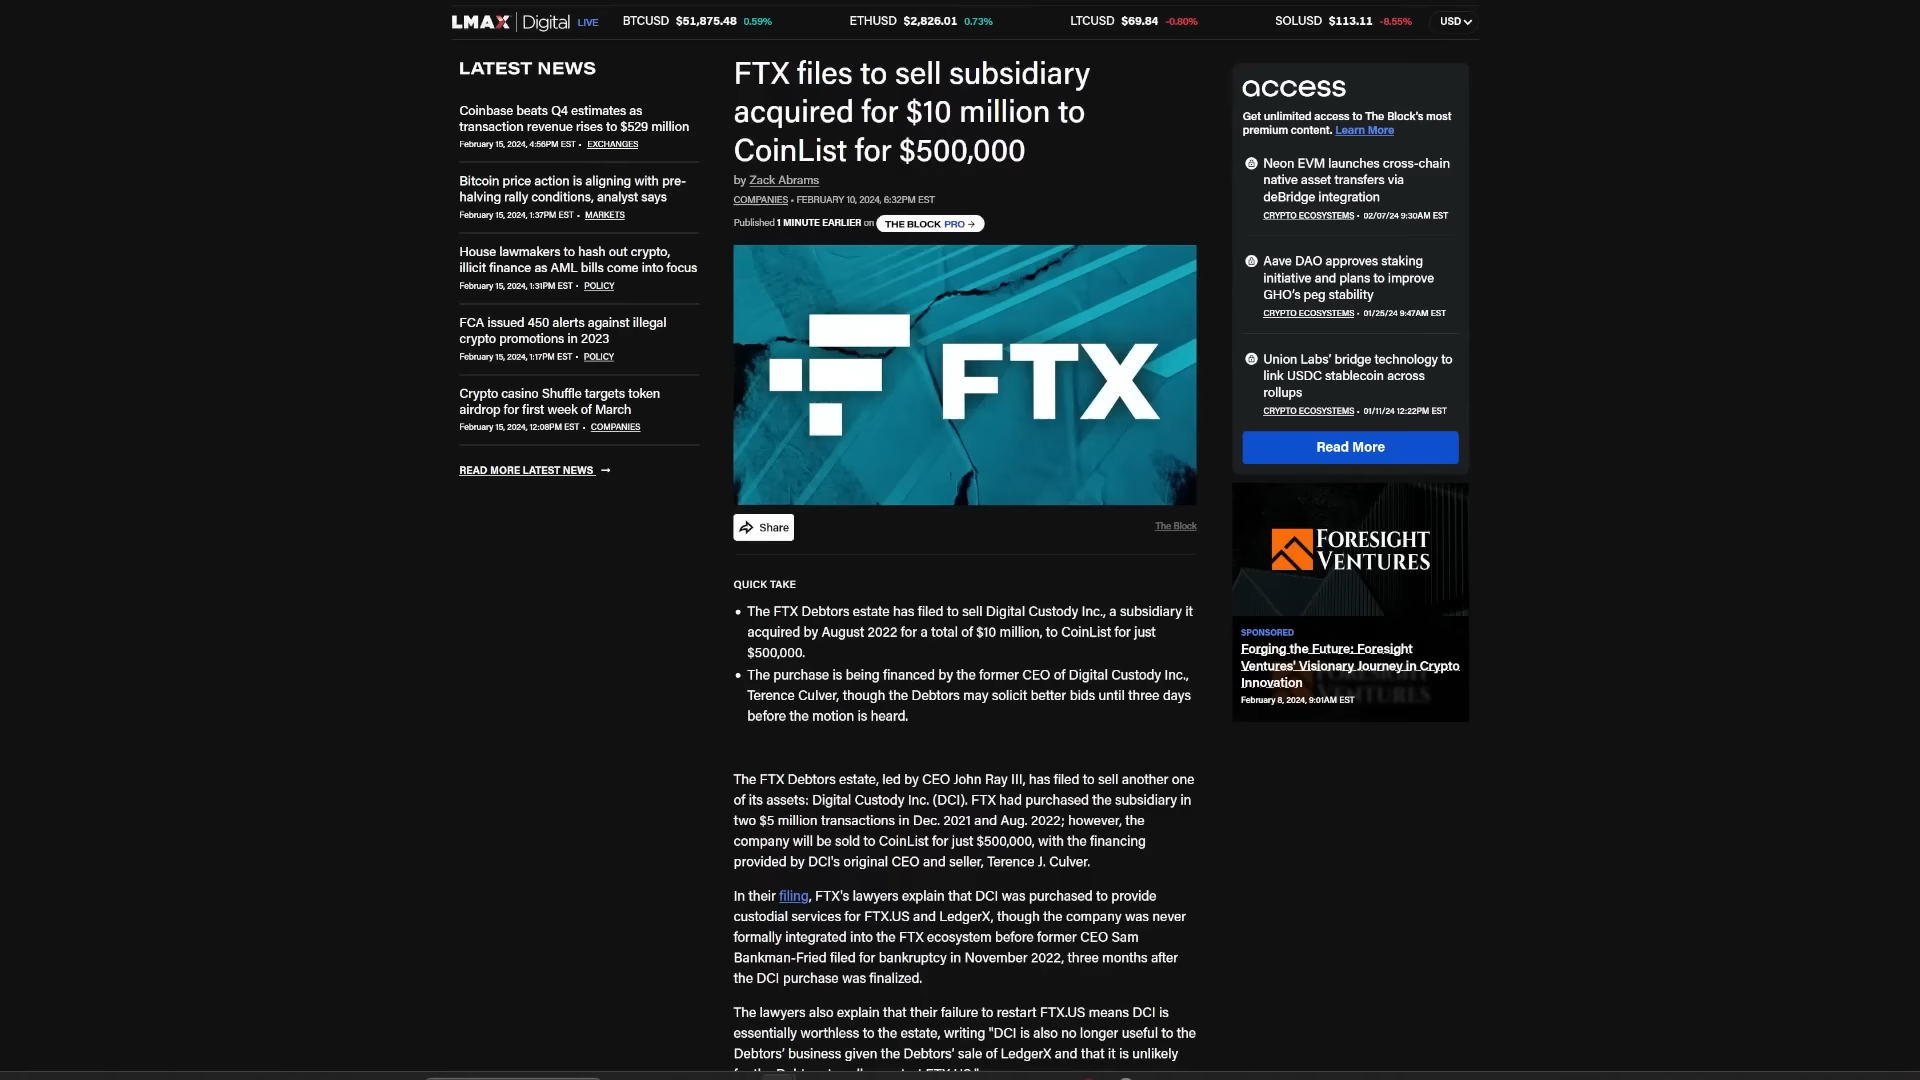 LMAX Digital LIVE BTCUSD $51,875.48 0.59% ETHUSD $2,826.01 0.73% LTCUSD $69.84 -0.80% SOLUSD $113.11 -8.55% USD
LATEST NEWS
Coinbase beats Q4 estimates as
transaction revenue rises to $529 million
February 15, 2024, 4:56PM EST • EXCHANGES
Bitcoin price action is aligning with pre-
halving rally conditions, analyst says
February 15, 2024, 1:37PM EST • MARKETS
House lawmakers to hash out crypto,
illicit finance as AML bills come into focus
February 15, 2024, 1:31PM EST • POLICY
FCA issued 450 alerts against illegal
crypto promotions in 2023
February 15, 2024, 1:17PM EST • POLICY
Crypto casino Shuffle targets token
airdrop for first week of March
February 15, 2024, 12:08PM EST • COMPANIES
READ MORE LATEST NEWS →
FTX files to sell subsidiary
acquired for $10 million to
CoinList for $500,000
by Zack Abrams
COMPANIES • FEBRUARY 10, 2024, 6:32PM EST
Published 1 MINUTE EARLIER on THE BLOCK PRO →
FTX
Share
The Block
QUICK TAKE
• The FTX Debtors estate has filed to sell Digital Custody Inc., a subsidiary it
acquired by August 2022 for a total of $10 million, to CoinList for just
$500,000.
• The purchase is being financed by the former CEO of Digital Custody Inc.,
Terence Culver, though the Debtors may solicit better bids until three days
before the motion is heard.
The FTX Debtors estate, led by CEO John Ray III, has filed to sell another one
of its assets: Digital Custody Inc. (DCI). FTX had purchased the subsidiary in
two $5 million transactions in Dec. 2021 and Aug. 2022; however, the
company will be sold to CoinList for just $500,000, with the financing
provided by DCI's original CEO and seller, Terence J. Culver.
In their filing, FTX's lawyers explain that DCI was purchased to provide
custodial services for FTX.US and LedgerX, though the company was never
formally integrated into the FTX ecosystem before former CEO Sam
Bankman-Fried filed for bankruptcy in November 2022, three months after
the DCI purchase was finalized.
The lawyers also explain that their failure to restart FTX.US means DCI is
essentially worthless to the estate, writing "DCI is also no longer useful to the
Debtors' business given the Debtors' sale of LedgerX and that it is unlikely
access
Get unlimited access to The Block's most
premium content. Learn More
Neon EVM launches cross-chain
native asset transfers via
deBridge integration
CRYPTO ECOSYSTEMS • 02/07/24 9:30AM EST
Aave DAO approves staking
initiative and plans to improve
GHO's peg stability
CRYPTO ECOSYSTEMS • 01/25/24 9:47AM EST
Union Labs' bridge technology to
link USDC stablecoin across
rollups
CRYPTO ECOSYSTEMS • 01/11/24 12:22PM EST
Read More
FORESIGHT
VENTURES
SPONSORED
Forging the Future: Foresight
Ventures' Visionary Journey in Crypto
Innovation
February 8, 2024, 9:01AM EST